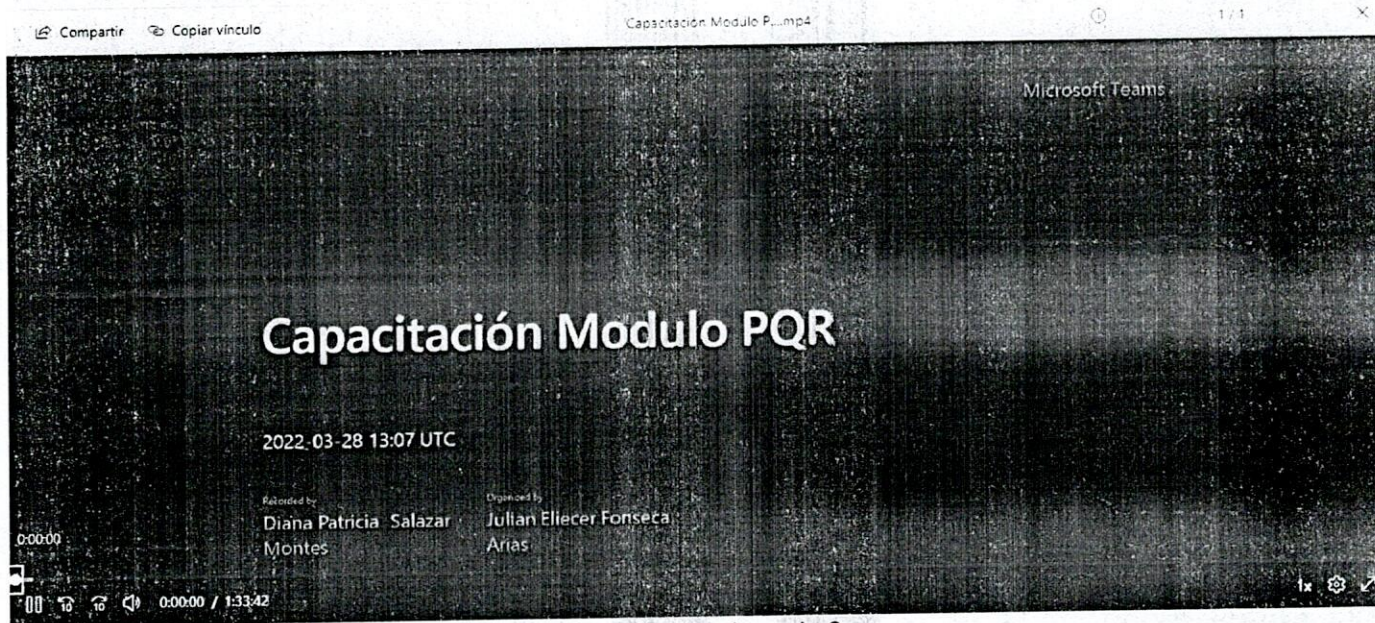 Compartir Copiar vínculo Capacitación Modulo P...mp4 1 / 1
Microsoft Teams
Capacitación Modulo PQR
2022-03-28 13:07 UTC
Recorded by Organized by
Diana Patricia Salazar Julian Eliecer Fonseca
Montes Arias
0:00:00
10 10 0:00:00 / 1:33:42 1x